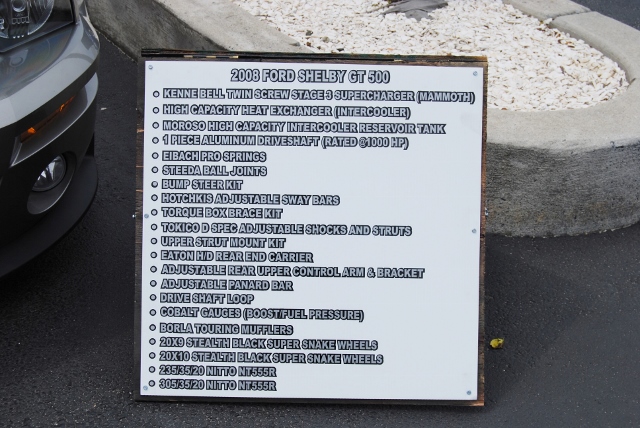 2008 FORD SHELBY GT 500
KENNE BELL TWIN SCREW STAGE 3 SUPERCHARGER (MAMMOTH)
HIGH CAPACITY HEAT EXCHANGER (INTERCOOLER)
MOROSO HIGH CAPACITY INTERCOOLER RESERVOIR TANK
1 PIECE ALUMINUM DRIVESHAFT (RATED @1000 HP)
EIBACH PRO SPRINGS
STEEDA BALL JOINTS
BUMP STEER KIT
HOTCHKIS ADJUSTABLE SWAY BARS
TORQUE BOX BRACE KIT
TOKICO D SPEC ADJUSTABLE SHOCKS AND STRUTS
UPPER STRUT MOUNT KIT
EATON H/D REAR END CARRIER
ADJUSTABLE REAR UPPER CONTROL ARM & BRACKET
ADJUSTABLE PANARD BAR
DRIVE SHAFT LOOP
COBALT GAUGES (BOOST/FUEL PRESSURE)
BORLA TOURING MUFFLERS
20X9 STEALTH BLACK SUPER SNAKE WHEELS
20X10 STEALTH BLACK SUPER SNAKE WHEELS
235/35/20 NITTO NT555R
305/35/20 NITTO NT555R